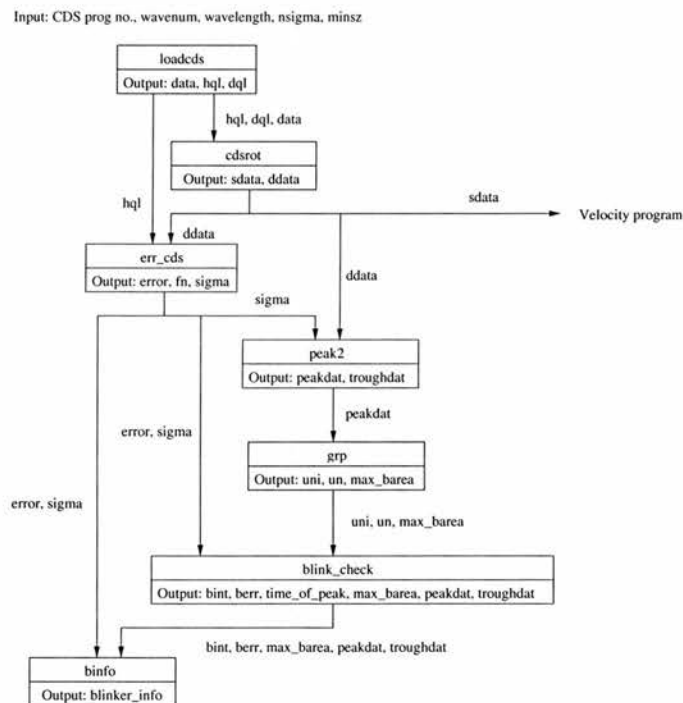 Input: CDS prog no., wavenum, wavelength, nsigma, minsz
loadcds
Output: data, hql, dql
hql, dql, data
cdsrot
Output: sdata, ddata
sdata
hql
Velocity program
ddata
err_cds
ddata
Output: error, fn, sigma
sigma
peak2
Output: peakdat, troughdat
peakdat
error, sigma
grp
Output: uni, un, max_barea
error, sigma
uni, un, max_barea
blink_check
Output: bint, berr, time_of_peak, max_barea, peakdat, troughdat
bint, berr, max_barea, peakdat, troughdat
binfo
Output: blinker_info